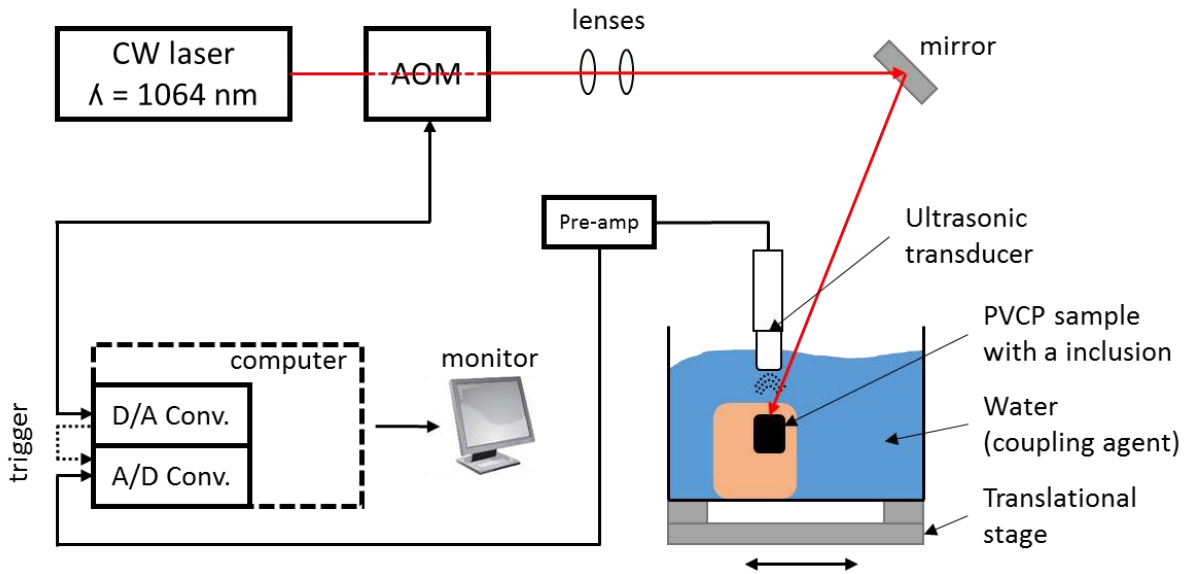 CW laser
ʎ = 1064 nm
AOM
lenses
mirror
Pre-amp
Ultrasonic
transducer
PVCP sample
with a inclusion
Water
(coupling agent)
Translational
stage
computer
monitor
D/A Conv.
A/D Conv.
trigger